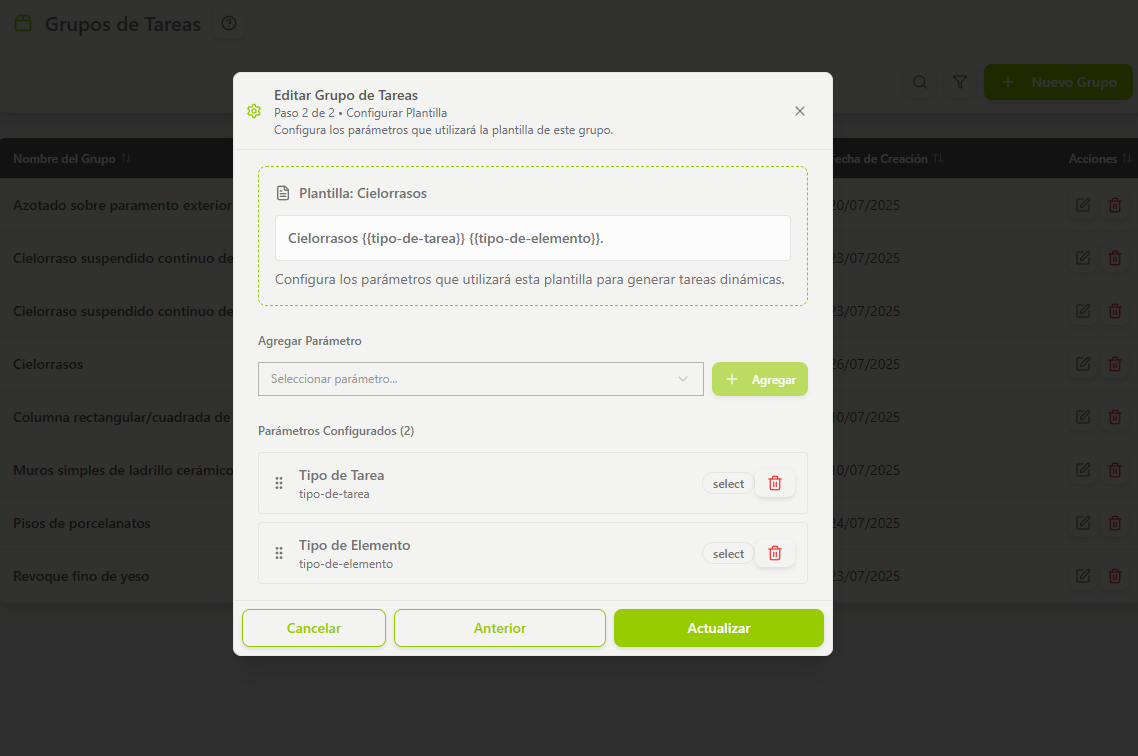 Grupos de Tareas
Nuevo Grupo
Nombre del Grupo
Fecha de Creación
Acciones
Azotado sobre paramento exterior
20/07/2025
Cielorraso suspendido continuo de
23/07/2025
Cielorraso suspendido continuo de
23/07/2025
Cielorrasos
26/07/2025
Columna rectangular/cuadrada de
10/07/2025
Muros simples de ladrillo cerámico
10/07/2025
Pisos de porcelanatos
24/07/2025
Revoque fino de yeso
23/07/2025
Editar Grupo de Tareas
Paso 2 de 2 • Configurar Plantilla
Configura los parámetros que utilizará la plantilla de este grupo.
Plantilla: Cielorrasos
Cielorrasos {{tipo-de-tarea}} {{tipo-de-elemento}}.
Configura los parámetros que utilizará esta plantilla para generar tareas dinámicas.
Agregar Parámetro
Seleccionar parámetro...
Agregar
Parámetros Configurados (2)
Tipo de Tarea
tipo-de-tarea
select
Tipo de Elemento
tipo-de-elemento
select
Cancelar
Anterior
Actualizar